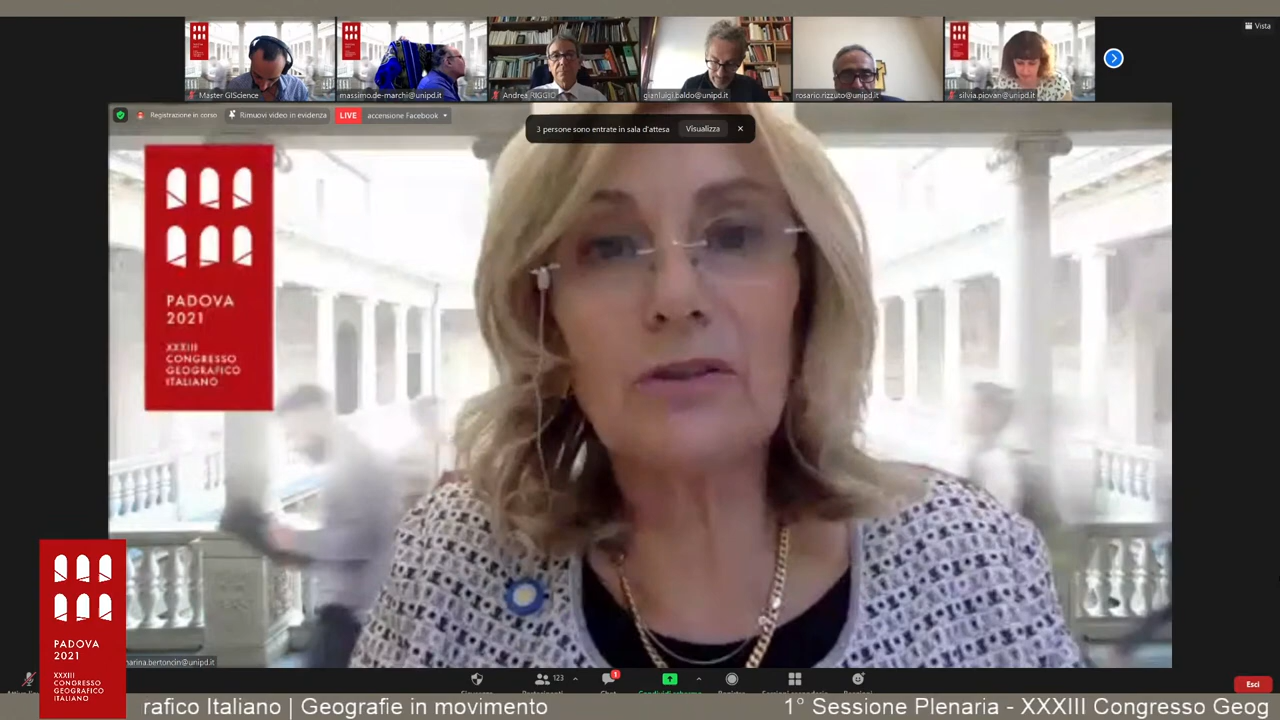 Vista
Master GIScience
massimo.de-marchi@unipd.it
Andrea RIGGIO
gianluigi.baldo@unipd.it
rosario.rizzuto@unipd.it
silvia.piovan@unipd.it
Registrazione in corso
Rimuovi video in evidenza
LIVE
accensione Facebook
3 persone sono entrate in sala d'attesa
Visualizza
PADOVA
2021
XXXIII
CONGRESSO
GEOGRAFICO
ITALIANO
arina.bertoncin@unipd.it
123
1
Esci
PADOVA
2021
XXXIII
CONGRESSO
GEOGRAFICO
ITALIANO
rafico Italiano | Geografie in movimento
1° Sessione Plenaria - XXXIII Congresso Geog